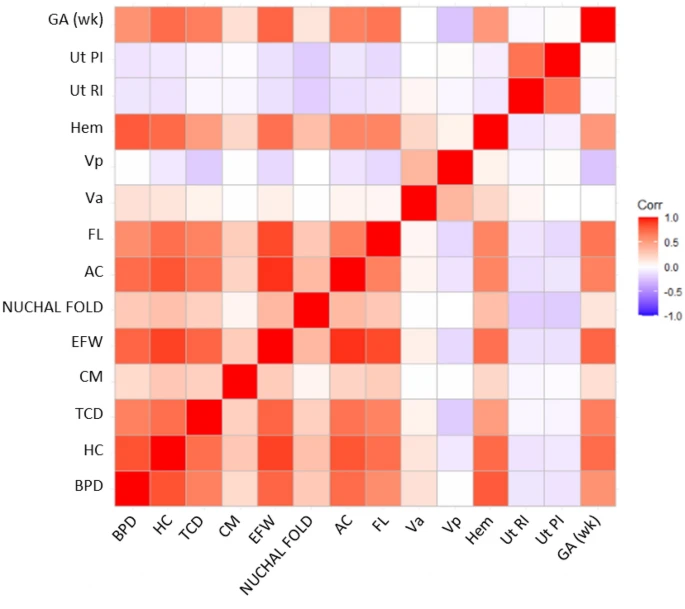 GA (wk)
Ut PI
Ut RI
Hem
Vp
Va
FL
AC
NUCHAL FOLD
EFW
CM
TCD
HC
BPD
Corr
1.0
0.5
0.0
-0.5
-1.0
BPD
HC
TCD
CM
EFW
NUCHAL FOLD
AC
FL
Va
Vp
Hem
Ut RI
Ut PI
GA (wk)